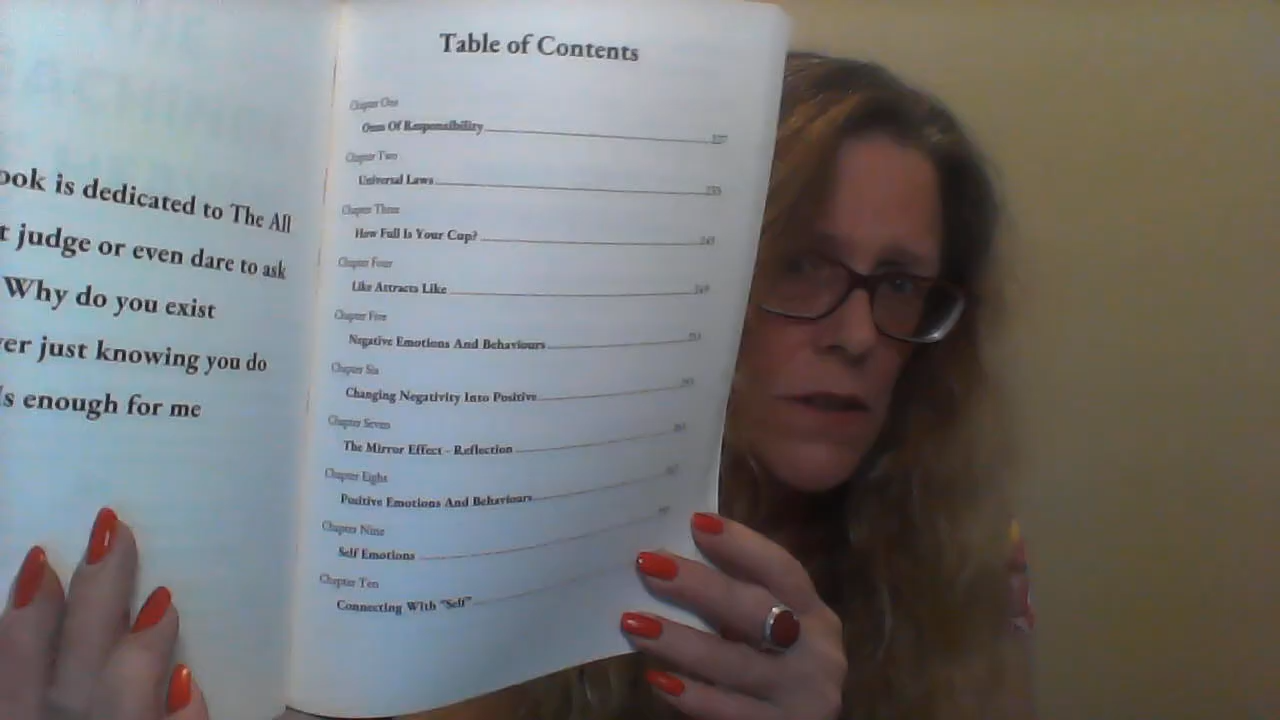 ook is dedicated to The All
t judge or even dare to ask
Why do you exist
er just knowing you do
's enough for me
Table of Contents
Chapter One
Onus Of Responsibility
Chapter Two
Universal Laws
Chapter Three
How Full Is Your Cup?
Chapter Four
Like Attracts Like
Chapter Five
Negative Emotions And Behaviours
Chapter Six
Changing Negativity Into Positive
Chapter Seven
The Mirror Effect - Reflection
Chapter Eight
Positive Emotions And Behaviours
Chapter Nine
Self Emotions
Chapter Ten
Connecting With "Self"